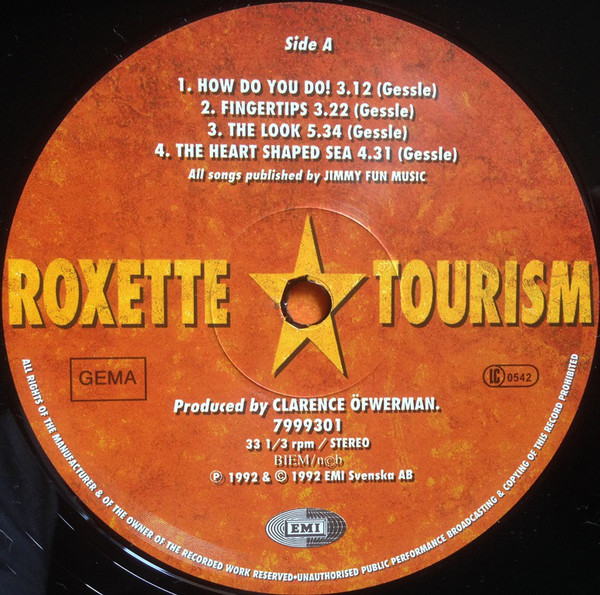 Side A
1. HOW DO YOU DO! 3.12 (Gessle)
2. FINGERTIPS 3.22 (Gessle)
3. THE LOOK 5.34 (Gessle)
4. THE HEART SHAPED SEA 4.31 (Gessle)
All songs published by JIMMY FUN MUSIC
ROXETTE TOURISM
GEMA
LC 0542
Produced by CLARENCE ÖFWERMAN.
7999301
33 1/3 rpm / STEREO
BIEM/n©b
℗ 1992 & © 1992 EMI Svenska AB
EMI
ALL RIGHTS OF THE MANUFACTURER & OF THE OWNER OF THE RECORDED WORK RESERVED•UNAUTHORISED PUBLIC PERFORMANCE BROADCASTING & COPYING OF THIS RECORD PROHIBITED